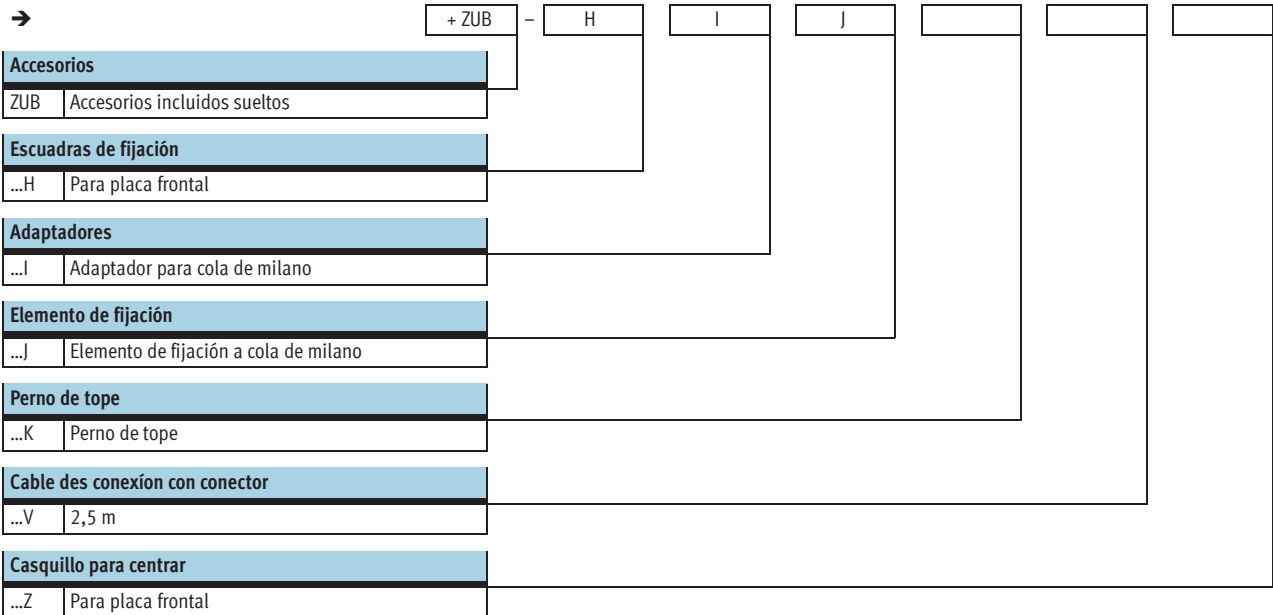 ➔ + ZUB – H I J
Accesorios
ZUB Accesorios incluidos sueltos
Escuadras de fijación
...H Para placa frontal
Adaptadores
...I Adaptador para cola de milano
Elemento de fijación
...J Elemento de fijación a cola de milano
Perno de tope
...K Perno de tope
Cable des conexíon con conector
...V 2,5 m
Casquillo para centrar
...Z Para placa frontal